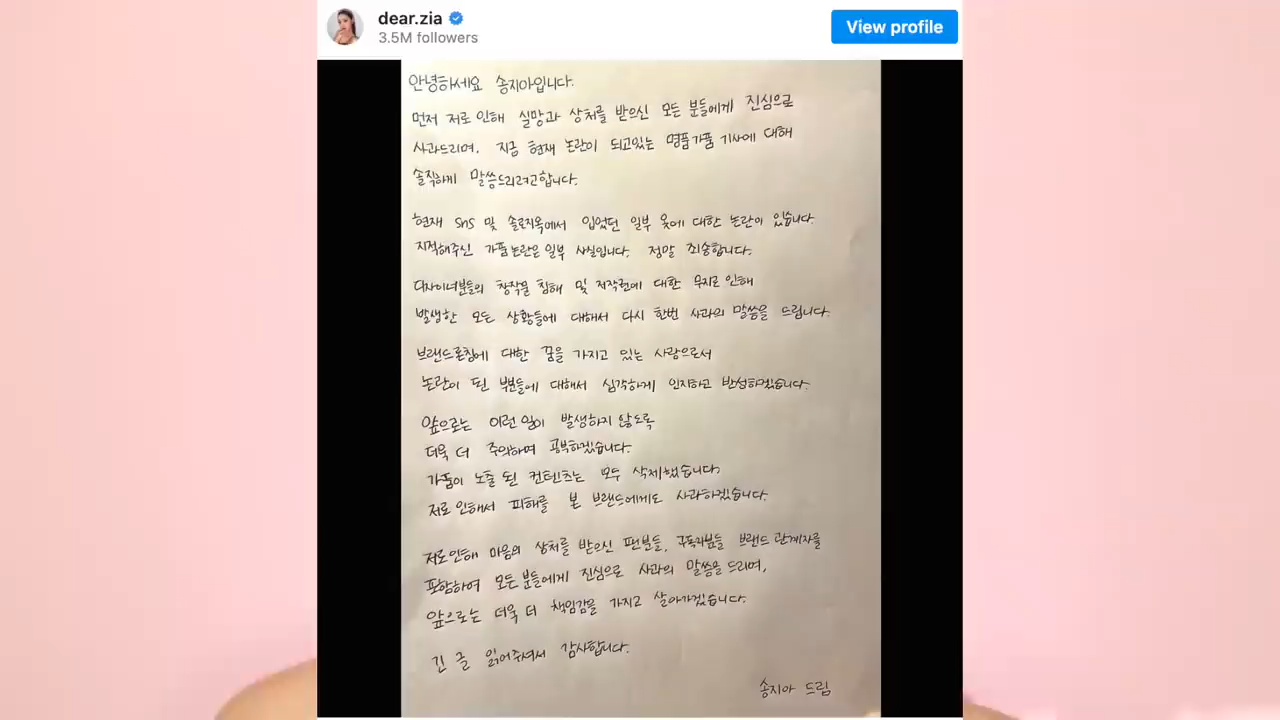 dear.zia
3.5M followers
View profile
안녕하세요 송지아입니다.
먼저 저로 인해 실망과 상처를 받으신 모든 분들에게 진심으로
사과드리며, 지금 현재 논란이 되고있는 명품가품 기사에 대해
솔직하게 말씀드리려고합니다.
현재 sns 및 솔로지옥에서 입었던 일부 옷에 대한 논란이 있습니다.
지적해주신 가품논란은 일부 사실입니다. 정말 죄송합니다.
디자이너분들의 창작물 침해 및 저작권에 대한 무지로 인해
발생한 모든 상황들에 대해서 다시 한번 사과의 말씀을 드립니다.
브랜드론칭에 대한 꿈을 가지고 있는 사람으로서
논란이 된 부분들에 대해서 심각하게 인지하고 반성하겠습니다.
앞으로는 이런 일이 발생하지 않도록
더욱 더 주의하며 공부하겠습니다.
가품이 노출 된 컨텐츠는 모두 삭제했습니다.
저로 인해서 피해를 본 브랜드에게도 사과하겠습니다.
저로인해 마음의 상처를 받으신 팬분들, 구독자분들 브랜드 관계자를
포함하여 모든 분들에게 진심으로 사과의 말씀을 드리며,
앞으로는 더욱 더 책임감을 가지고 살아가겠습니다.
긴 글 읽어주셔서 감사합니다.
송지아 드림